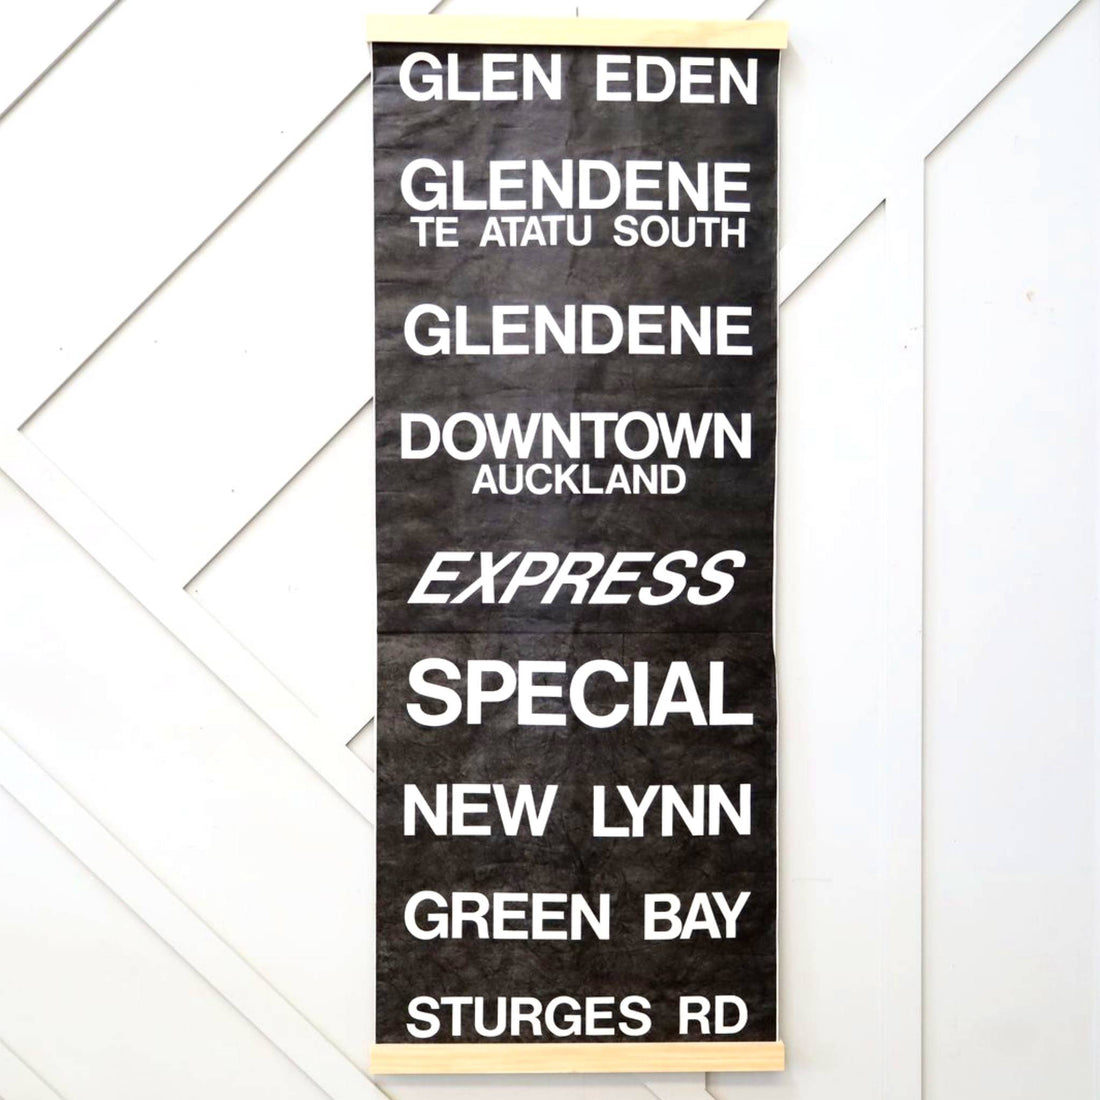 GLEN EDEN
GLENDENE
TE ATATU SOUTH
GLENDENE
DOWNTOWN
AUCKLAND
EXPRESS
SPECIAL
NEW LYNN
GREEN BAY
STURGES RD